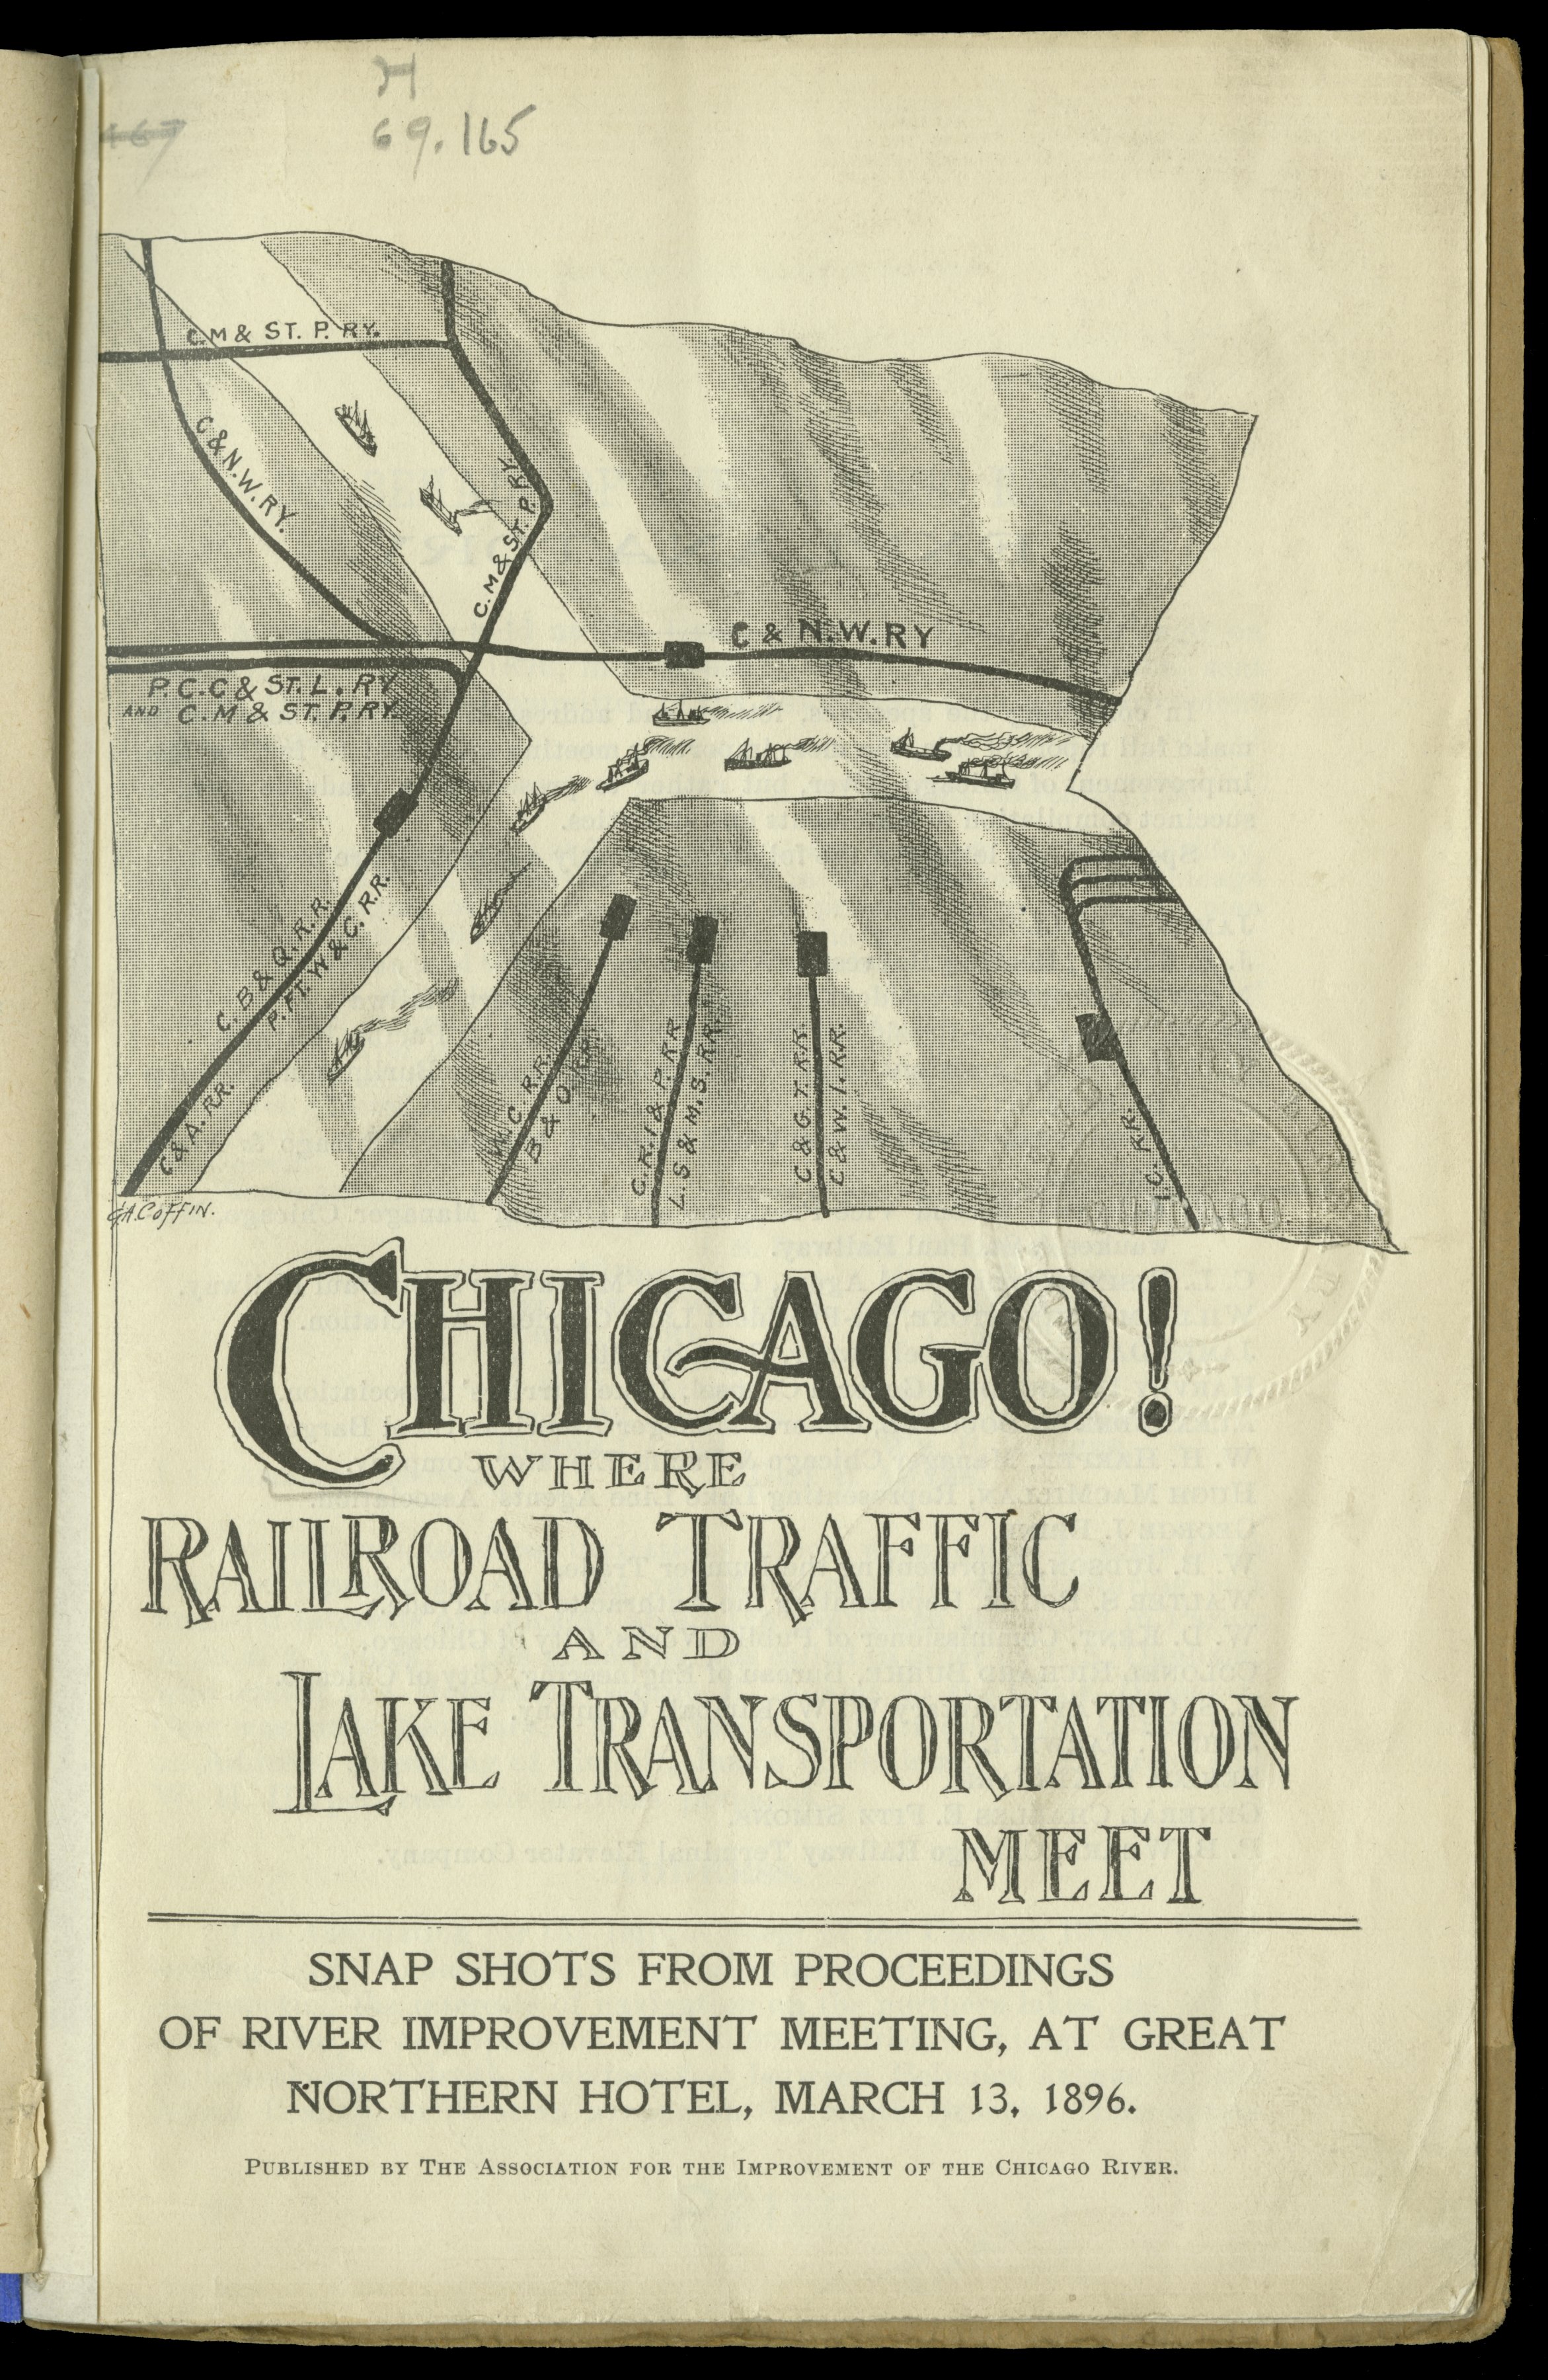 H
69.165
C.M & ST. P. RY.
C & N.W. RY.
C.M & ST. P. RY
C & N.W. RY
P. C. C & ST. L. RY
AND C.M & ST. P. RY.
C. B & Q. R.R.
P. FT. W & C. R.R.
C & A. RR.
W. C. RR.
B & O. RR.
C. R. I & P. RR
L. S & M. S. RR.
C & G. T. RR.
C & W. I. RR.
I.C. RR.
G.A. COFFIN.
CHICAGO
CHICAGO!
WHERE
RAILROAD TRAFFIC
AND
LAKE TRANSPORTATION
MEET
SNAP SHOTS FROM PROCEEDINGS
OF RIVER IMPROVEMENT MEETING, AT GREAT
NORTHERN HOTEL, MARCH 13, 1896.
PUBLISHED BY THE ASSOCIATION FOR THE IMPROVEMENT OF THE CHICAGO RIVER.